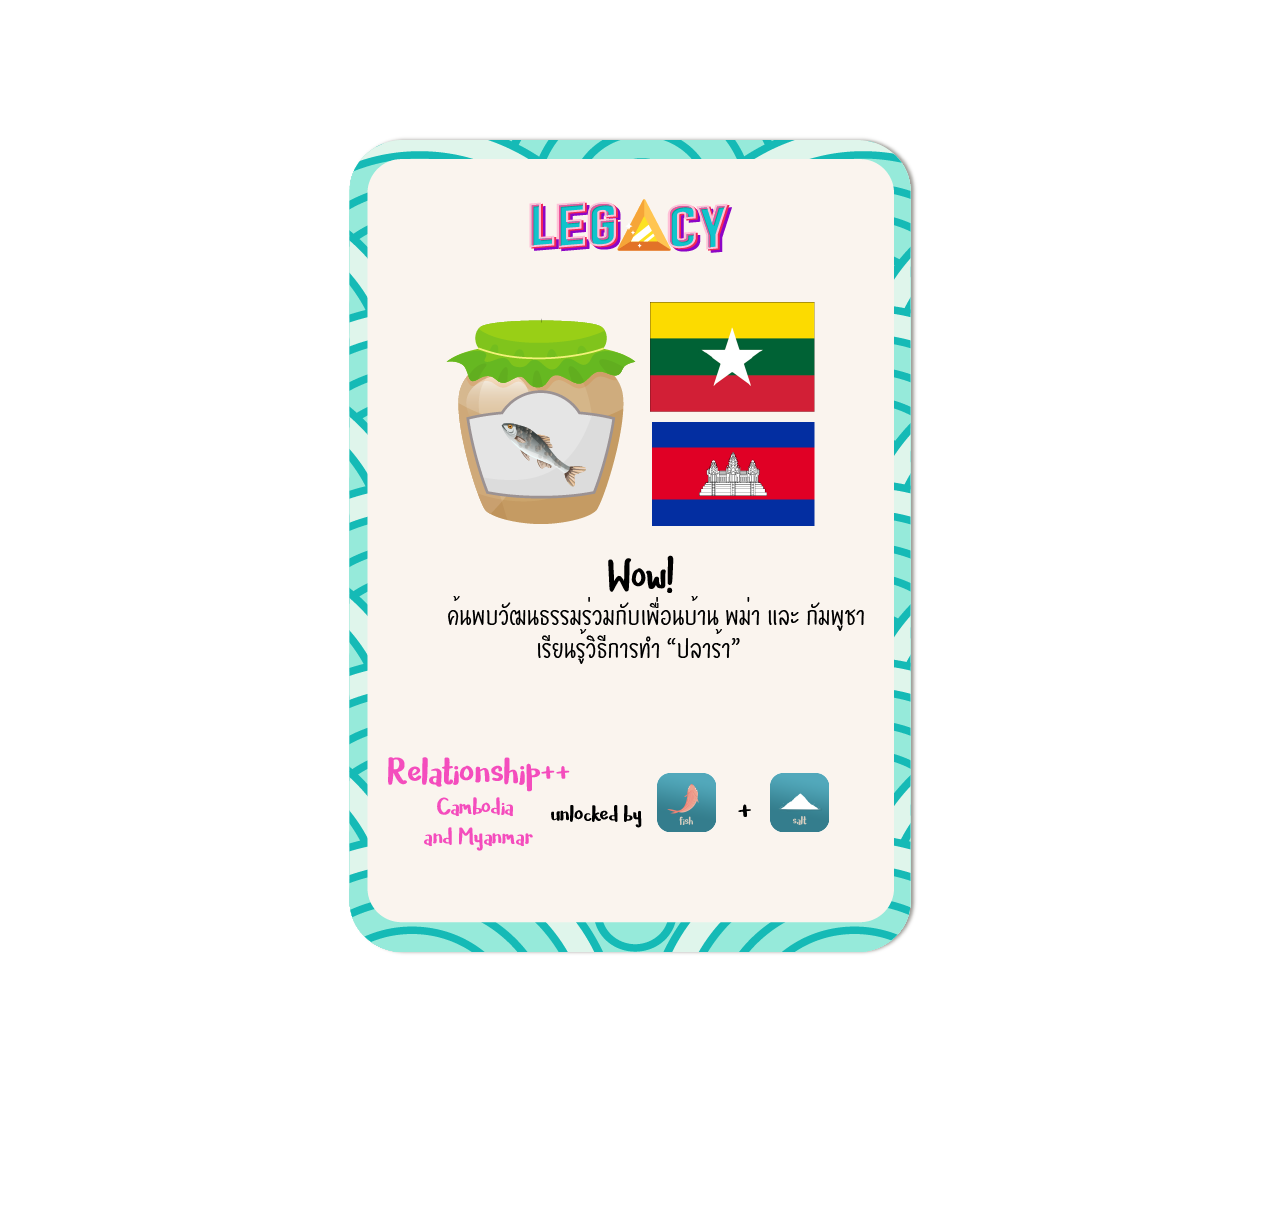 LEGACY
Wow!
ค้นพบวัฒนธรรมร่วมกับเพื่อนบ้าน พม่า และ กัมพูชา
เรียนรู้วิธีการทำ “ปลาร้า”
Relationship++
Cambodia
and Myanmar
unlocked by
fish
+
salt